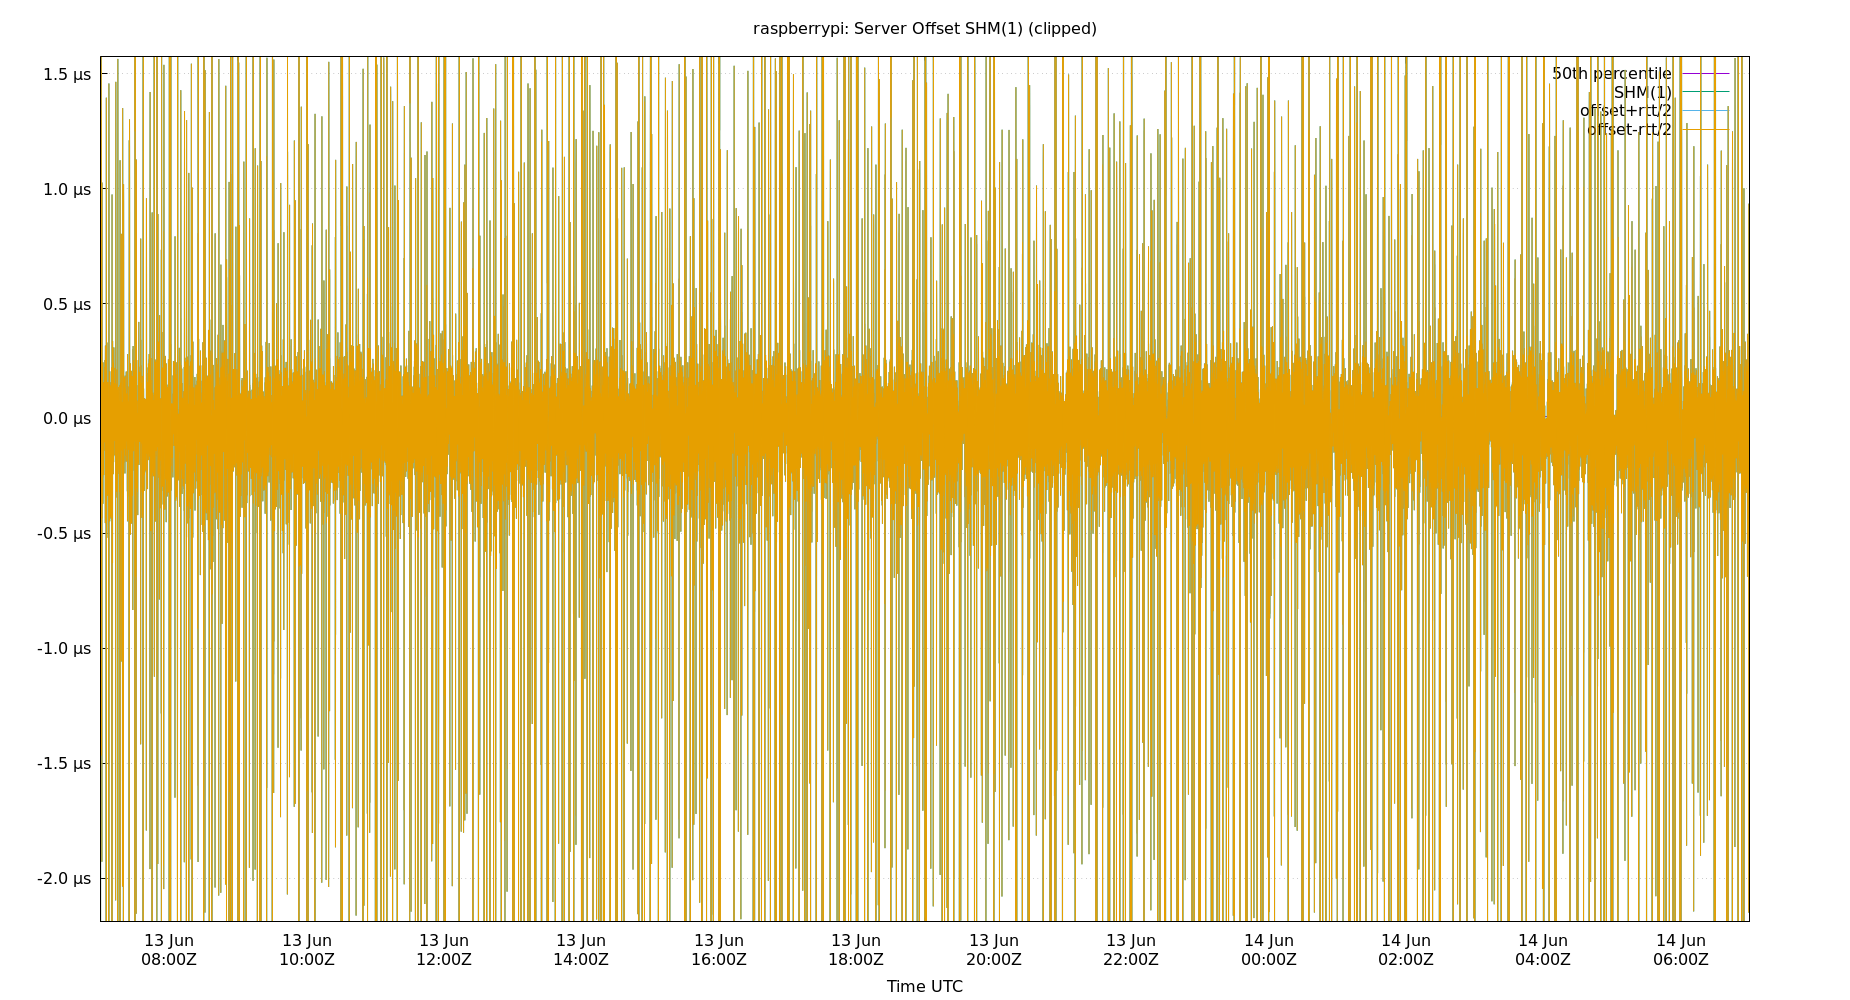 raspberrypi: Server Offset SHM(1) (clipped)
1.5 µs
1.0 µs
0.5 µs
0.0 µs
-0.5 µs
-1.0 µs
-1.5 µs
-2.0 µs
50th percentile
SHM(1)
offset+rtt/2
offset-rtt/2
13 Jun 13 Jun 13 Jun 13 Jun 13 Jun 13 Jun 13 Jun 13 Jun 14 Jun 14 Jun 14 Jun 14 Jun
08:00Z 10:00Z 12:00Z 14:00Z 16:00Z 18:00Z 20:00Z 22:00Z 00:00Z 02:00Z 04:00Z 06:00Z
Time UTC